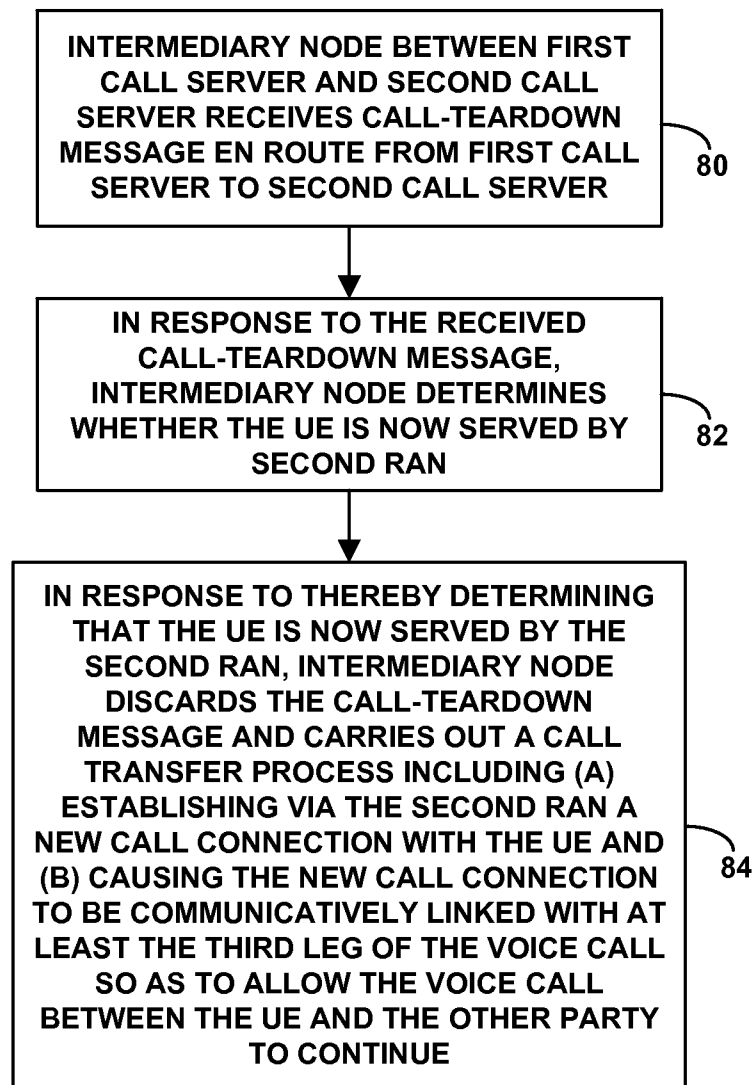 INTERMEDIARY NODE BETWEEN FIRST
CALL SERVER AND SECOND CALL
SERVER RECEIVES CALL-TEARDOWN
MESSAGE EN ROUTE FROM FIRST CALL
SERVER TO SECOND CALL SERVER
80
IN RESPONSE TO THE RECEIVED
CALL-TEARDOWN MESSAGE,
INTERMEDIARY NODE DETERMINES
WHETHER THE UE IS NOW SERVED BY
SECOND RAN
82
IN RESPONSE TO THEREBY DETERMINING
THAT THE UE IS NOW SERVED BY THE
SECOND RAN, INTERMEDIARY NODE
DISCARDS THE CALL-TEARDOWN
MESSAGE AND CARRIES OUT A CALL
TRANSFER PROCESS INCLUDING (A)
ESTABLISHING VIA THE SECOND RAN A
NEW CALL CONNECTION WITH THE UE AND
(B) CAUSING THE NEW CALL CONNECTION
TO BE COMMUNICATIVELY LINKED WITH AT
LEAST THE THIRD LEG OF THE VOICE CALL
SO AS TO ALLOW THE VOICE CALL
BETWEEN THE UE AND THE OTHER PARTY
TO CONTINUE
84